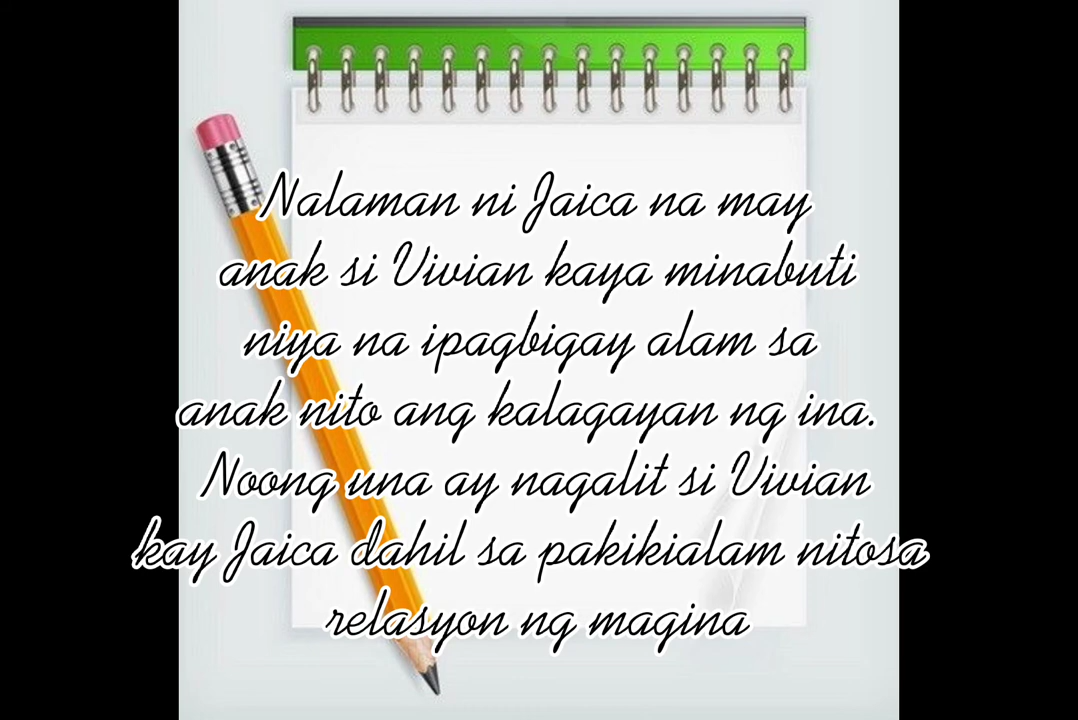 Nalaman ni Jaica na may
anak si Vivian kaya minabuti
niya na ipagbigay alam sa
anak nito ang kalagayan ng ina.
Noong una ay nagalit si Vivian
kay Jaica dahil sa pakikialam nitosa
relasyon ng magina